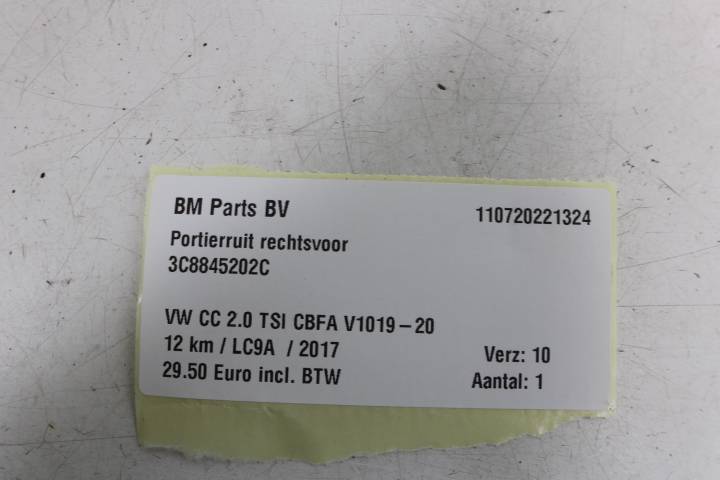 BM Parts BV 110720221324
Portierruit rechtsvoor
3C8845202C
VW CC 2.0 TSI CBFA V1019-20
12 km / LC9A / 2017 Verz: 10
29.50 Euro incl. BTW Aantal: 1